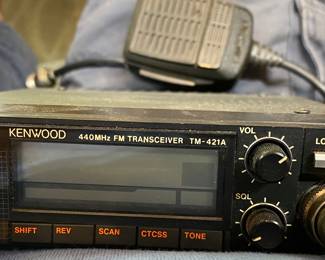 KENWOOD 440MHz FM TRANSCEIVER TM-421A
VOL
SQL
SHIFT REV SCAN CTCSS TONE